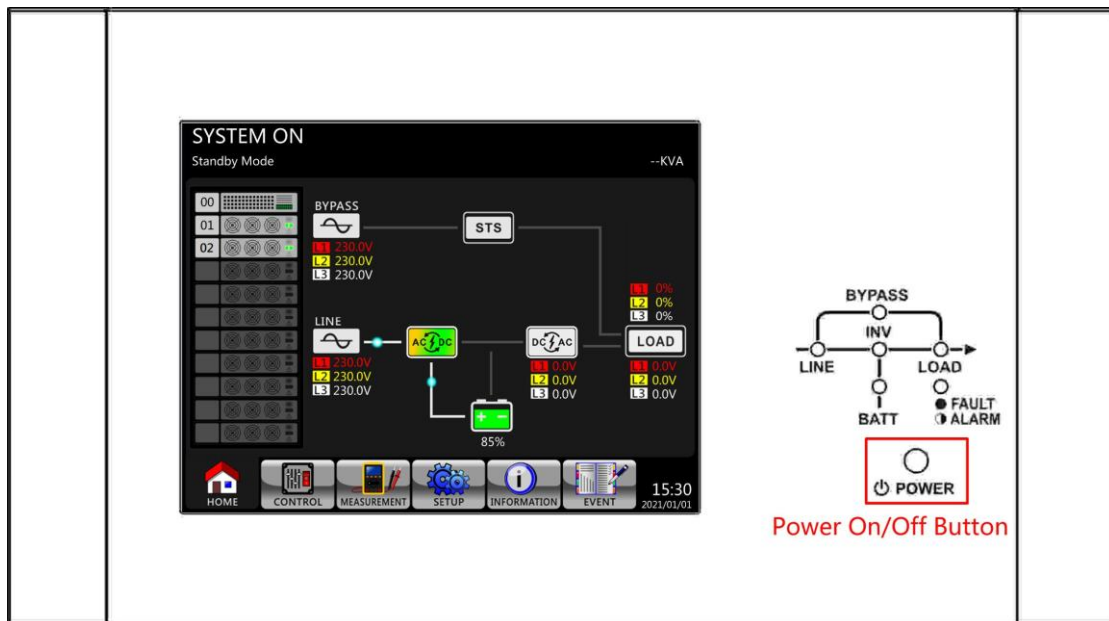 SYSTEM ON
Standby Mode
--KVA
00
01
02
BYPASS
L1 230.0V
L2 230.0V
L3 230.0V
STS
L1 0%
L2 0%
L3 0%
LINE
AC DC
DC AC
LOAD
L1 230.0V
L2 230.0V
L3 230.0V
L1 0.0V
L2 0.0V
L3 0.0V
L1 0.0V
L2 0.0V
L3 0.0V
+ -
85%
HOME
CONTROL
MEASUREMENT
SETUP
i
INFORMATION
EVENT
15:30
2021/01/01
BYPASS
INV
LINE
LOAD
BATT
FAULT
ALARM
POWER
Power On/Off Button